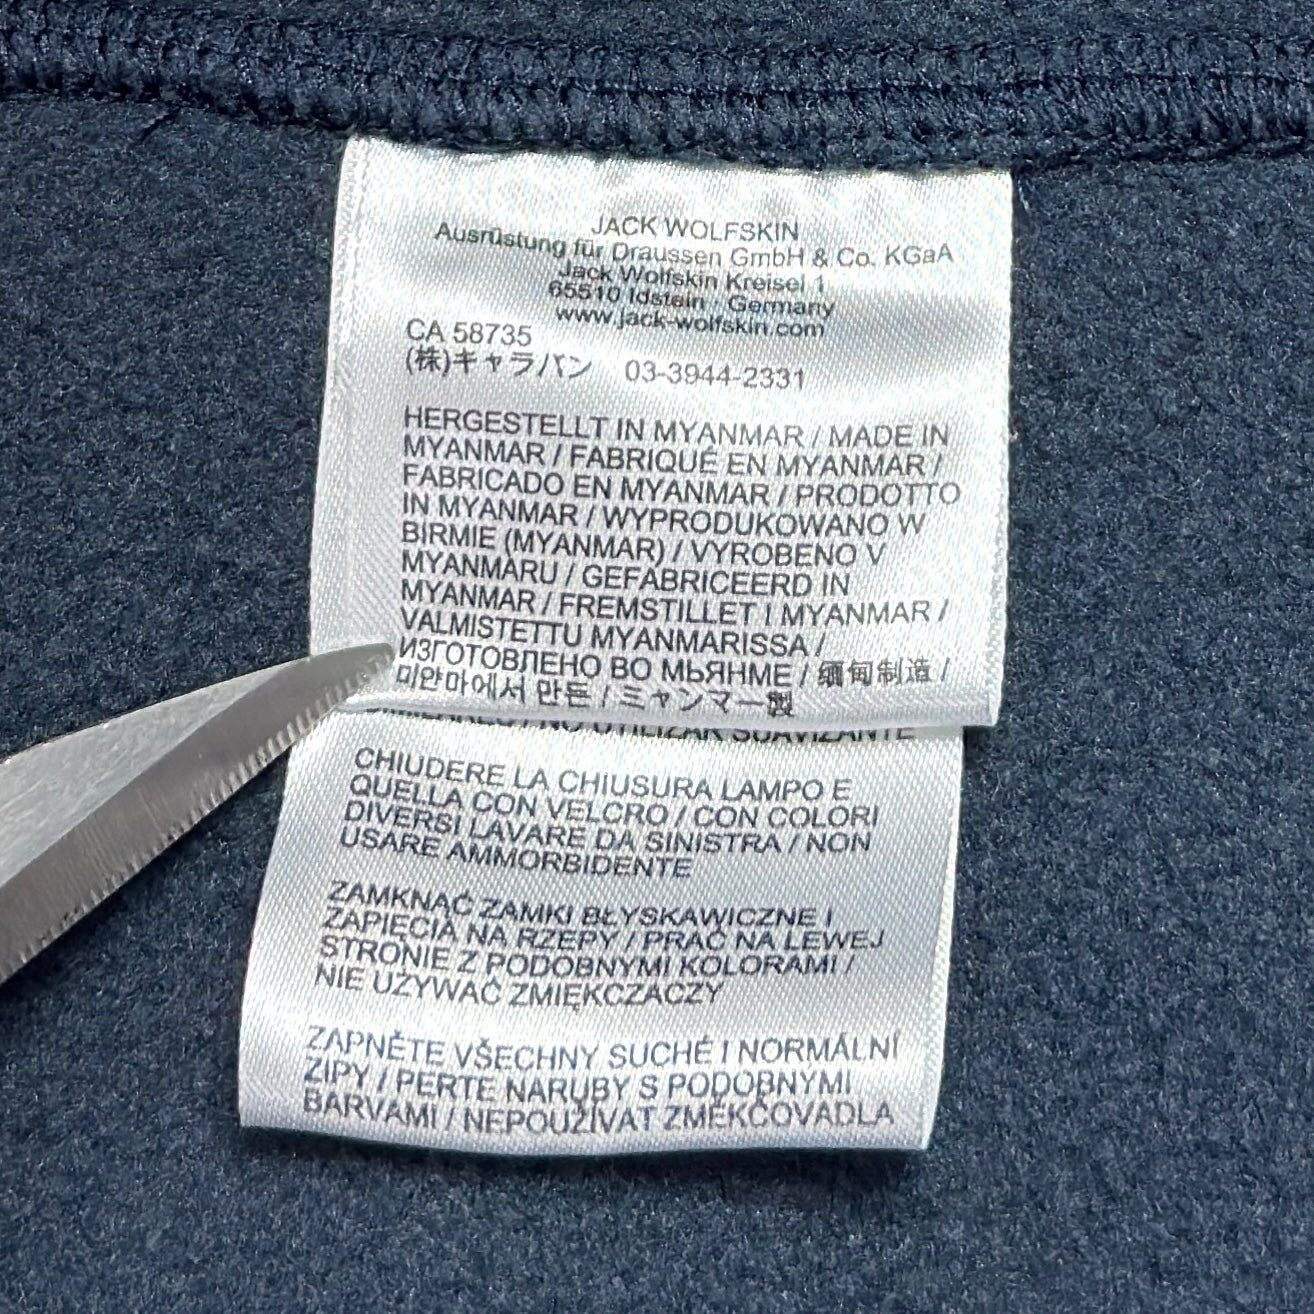 JACK WOLFSKIN
Ausrüstung für Draussen GmbH & Co. KGaA
Jack Wolfskin Kreisel 1
65510 Idstein · Germany
www.jack-wolfskin.com
CA 58735
(株)キャラバン 03-3944-2331
HERGESTELLT IN MYANMAR / MADE IN
MYANMAR / FABRIQUÉ EN MYANMAR /
FABRICADO EN MYANMAR / PRODOTTO
IN MYANMAR / WYPRODUKOWANO W
BIRMIE (MYANMAR) / VYROBENO V
MYANMARU / GEFABRICEERD IN
MYANMAR / FREMSTILLET I MYANMAR /
VALMISTETTU MYANMARISSA /
ИЗГОТОВЛЕНО ВО МЬЯНМЕ / 缅甸制造 /
미얀마에서 만든 / ミャンマー製
NO UTILIZAR SUAVIZANTE
CHIUDERE LA CHIUSURA LAMPO E
QUELLA CON VELCRO / CON COLORI
DIVERSI LAVARE DA SINISTRA / NON
USARE AMMORBIDENTE
ZAMKNĄĆ ZAMKI BŁYSKAWICZNE I
ZAPIĘCIA NA RZEPY / PRAĆ NA LEWEJ
STRONIE Z PODOBNYMI KOLORAMI /
NIE UŻYWAĆ ZMIĘKCZACZY
ZAPNĚTE VŠECHNY SUCHÉ I NORMÁLNÍ
ZIPY / PERTE NARUBY S PODOBNÝMI
BARVAMI / NEPOUŽÍVAT ZMĚKČOVADLA